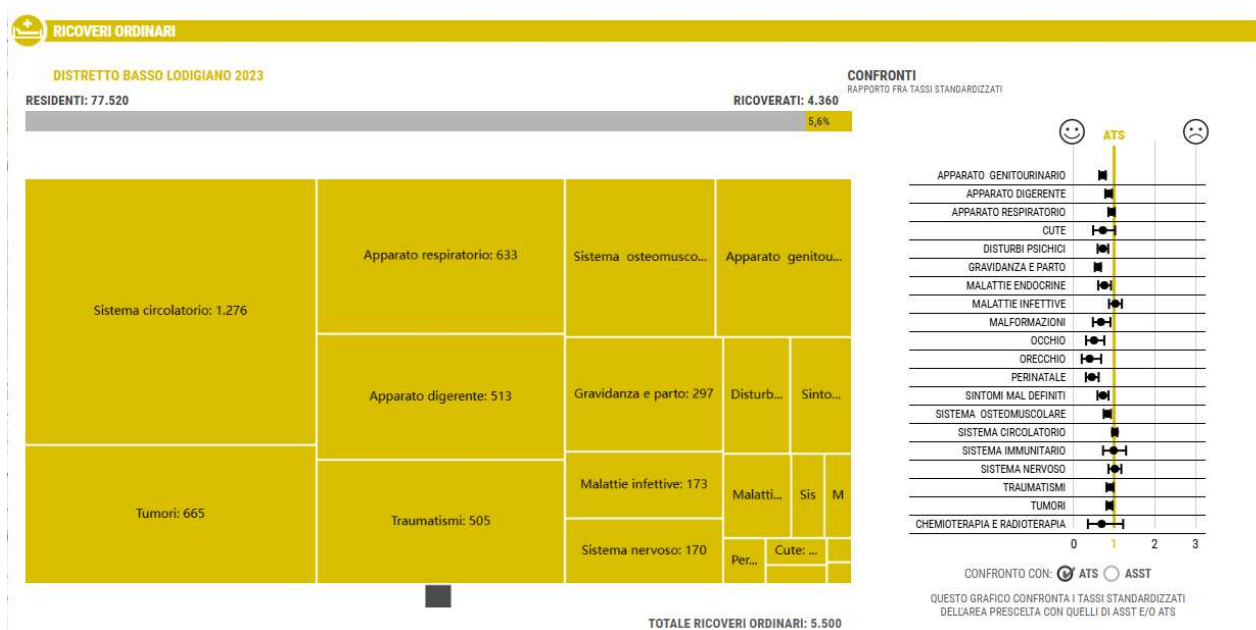 RICOVERI ORDINARI
DISTRETTO BASSO LODIGIANO 2023
RESIDENTI: 77.520
RICOVERATI: 4.360
5,6%
Sistema circolatorio: 1.276
Tumori: 665
Apparato respiratorio: 633
Apparato digerente: 513
Traumatismi: 505
Sistema osteomusco...
Apparato genitou...
Gravidanza e parto: 297
Disturb...
Sinto...
Malattie infettive: 173
Malatti...
Sis
M
Sistema nervoso: 170
Per...
Cute: ...
TOTALE RICOVERI ORDINARI: 5.500
CONFRONTI
RAPPORTO FRA TASSI STANDARDIZZATI
ATS
APPARATO GENITOURINARIO
APPARATO DIGERENTE
APPARATO RESPIRATORIO
CUTE
DISTURBI PSICHICI
GRAVIDANZA E PARTO
MALATTIE ENDOCRINE
MALATTIE INFETTIVE
MALFORMAZIONI
OCCHIO
ORECCHIO
PERINATALE
SINTOMI MAL DEFINITI
SISTEMA OSTEOMUSCOLARE
SISTEMA CIRCOLATORIO
SISTEMA IMMUNITARIO
SISTEMA NERVOSO
TRAUMATISMI
TUMORI
CHEMIOTERAPIA E RADIOTERAPIA
0 1 2 3
CONFRONTO CON: ATS ASST
QUESTO GRAFICO CONFRONTA I TASSI STANDARDIZZATI
DELL'AREA PRESCELTA CON QUELLI DI ASST E/O ATS